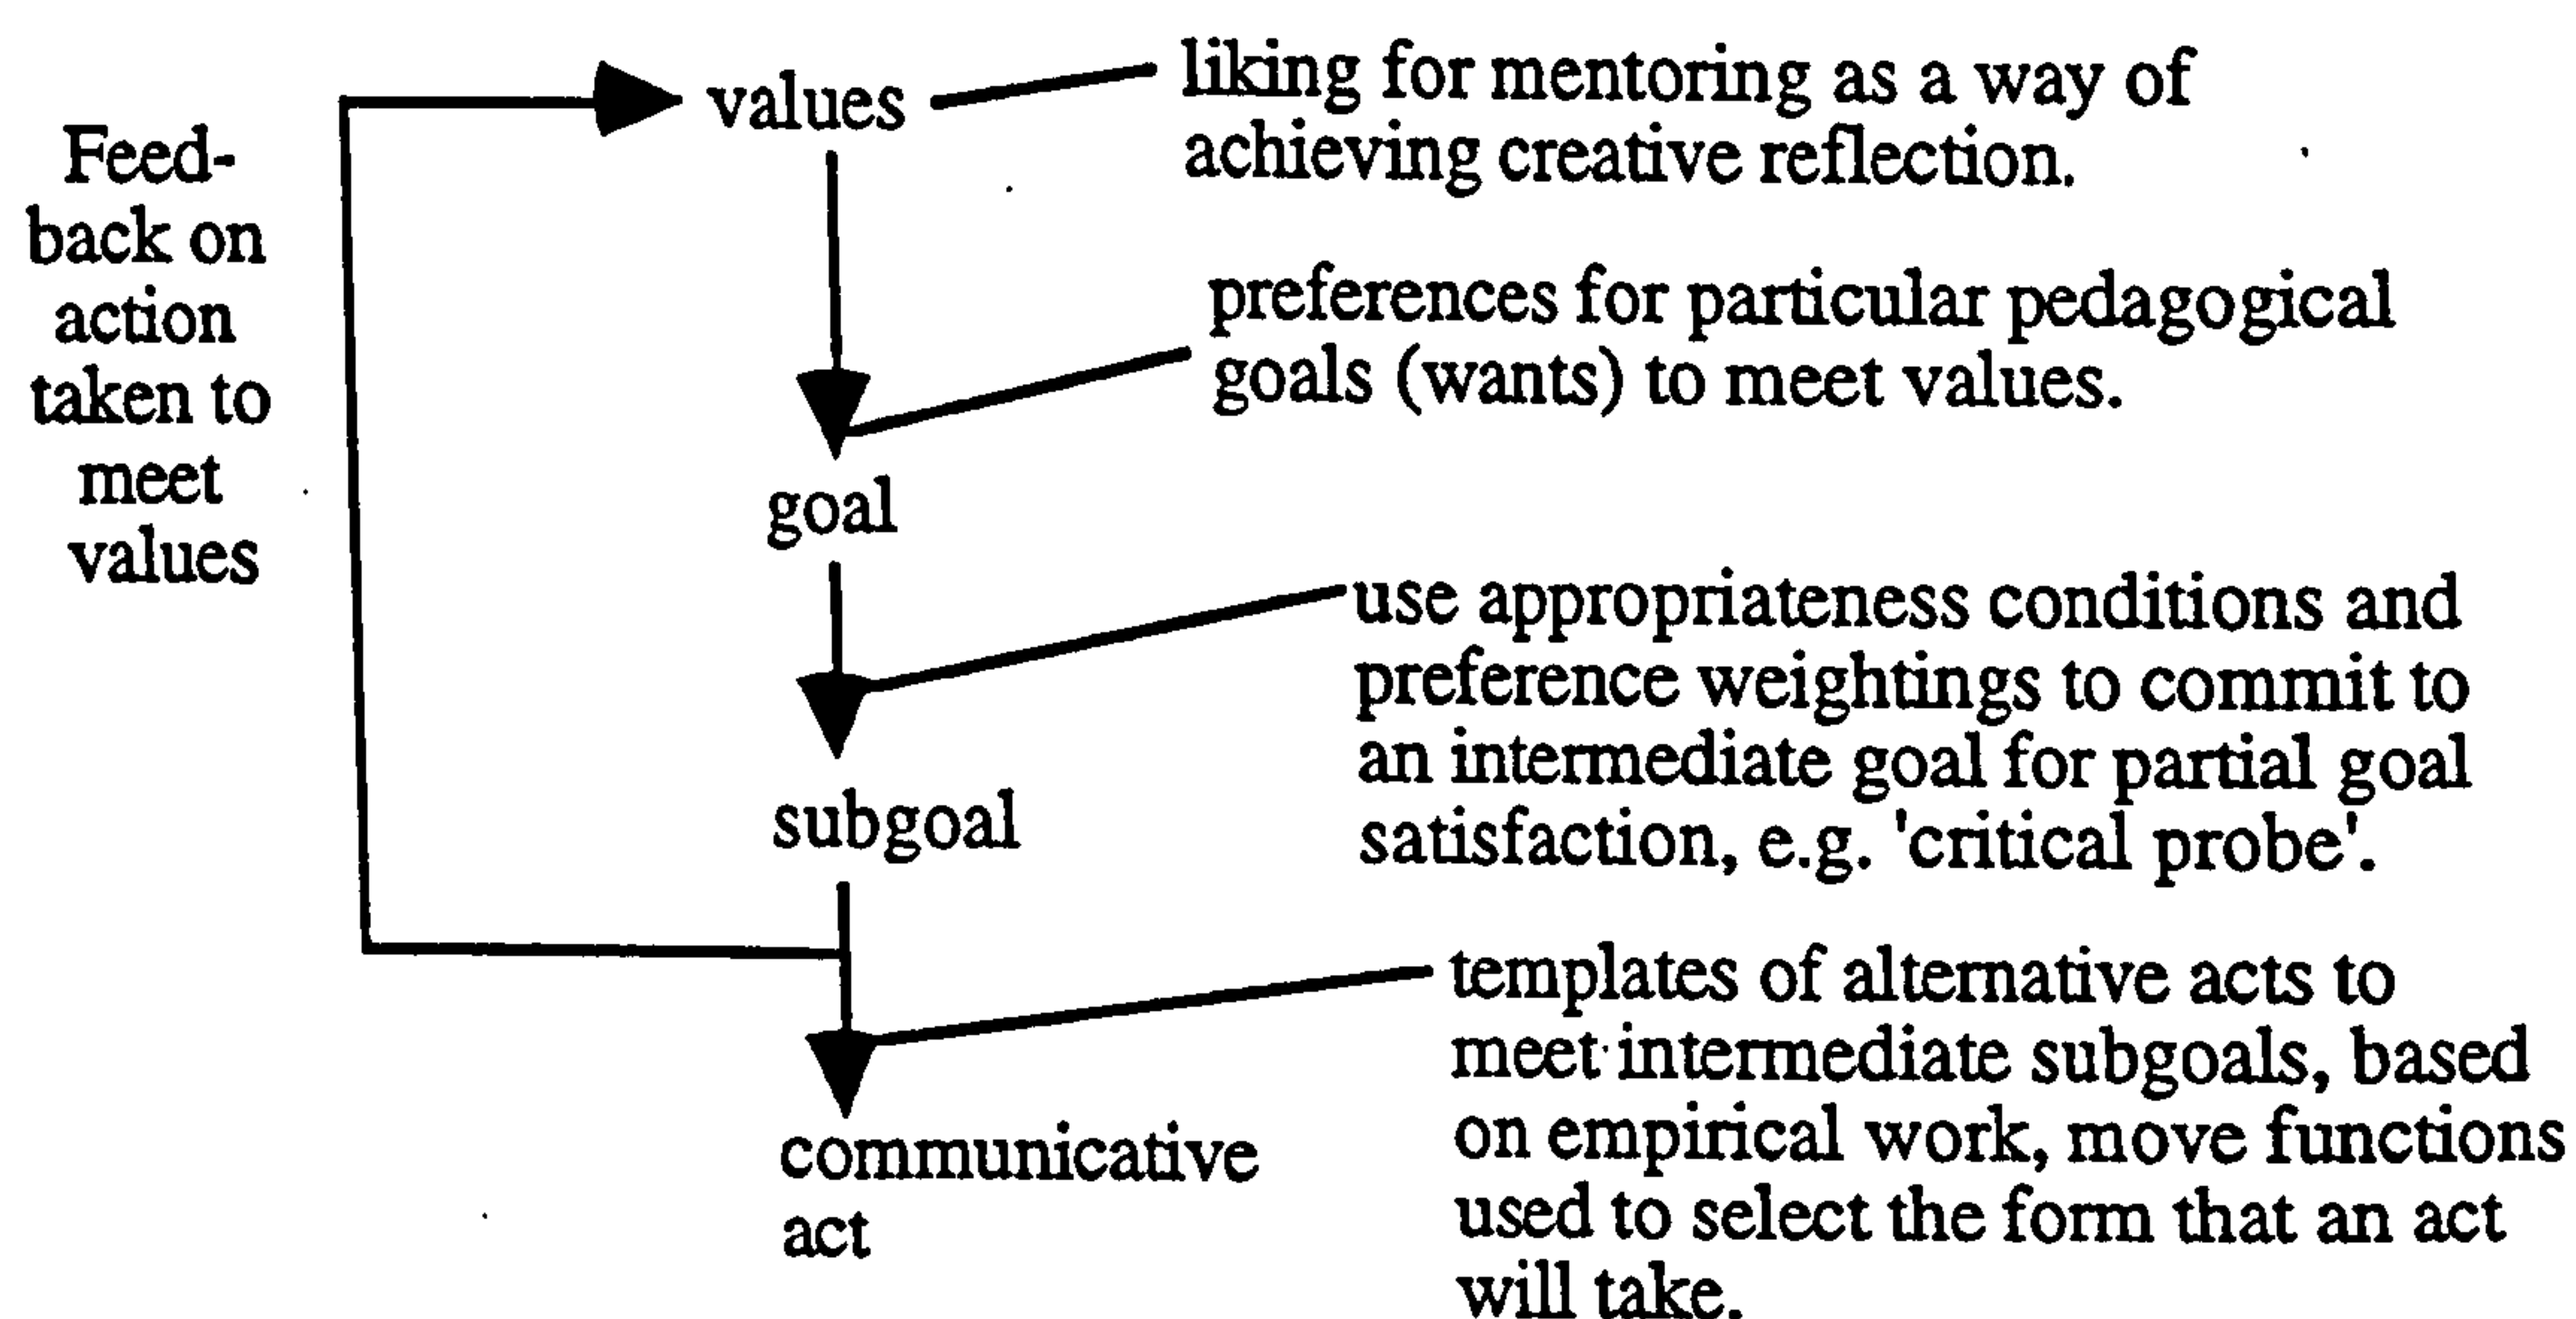 values
liking for mentoring as a way of
achieving creative reflection.
Feed-
back on
action
taken to
meet
values
preferences for particular pedagogical
goals (wants) to meet values.
goal
use appropriateness conditions and
preference weightings to commit to
an intermediate goal for partial goal
satisfaction, e.g. 'critical probe'.
subgoal
templates of alternative acts to
meet intermediate subgoals, based
on empirical work, move functions
used to select the form that an act
will take.
communicative
act